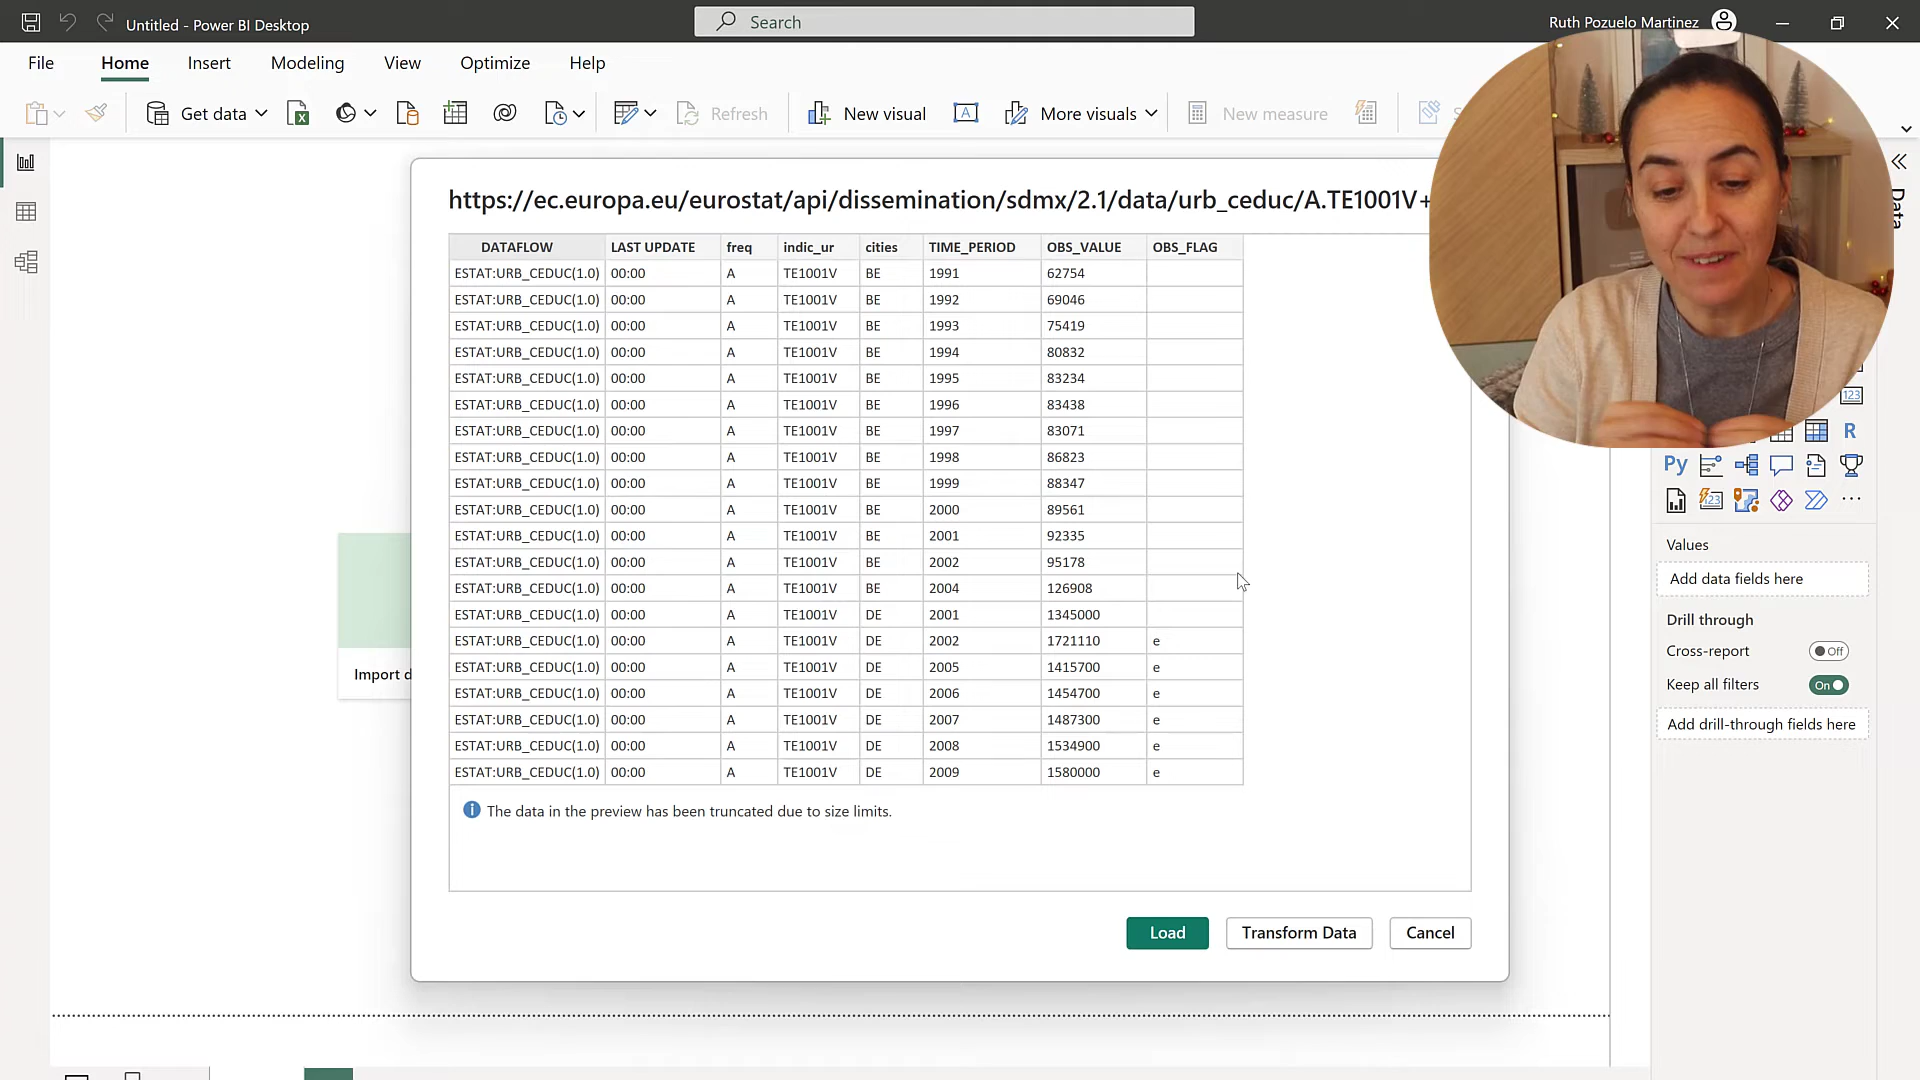 Untitled - Power BI Desktop
Search
Ruth Pozuelo Martinez
File Home Insert Modeling View Optimize Help
Get data
Refresh
New visual
More visuals
New measure
https://ec.europa.eu/eurostat/api/dissemination/sdmx/2.1/data/urb_ceduc/A.TE1001V+
DATAFLOW LAST UPDATE freq indic_ur cities TIME_PERIOD OBS_VALUE OBS_FLAG
ESTAT:URB_CEDUC(1.0) 00:00 A TE1001V BE 1991 62754
ESTAT:URB_CEDUC(1.0) 00:00 A TE1001V BE 1992 69046
ESTAT:URB_CEDUC(1.0) 00:00 A TE1001V BE 1993 75419
ESTAT:URB_CEDUC(1.0) 00:00 A TE1001V BE 1994 80832
ESTAT:URB_CEDUC(1.0) 00:00 A TE1001V BE 1995 83234
ESTAT:URB_CEDUC(1.0) 00:00 A TE1001V BE 1996 83438
ESTAT:URB_CEDUC(1.0) 00:00 A TE1001V BE 1997 83071
ESTAT:URB_CEDUC(1.0) 00:00 A TE1001V BE 1998 86823
ESTAT:URB_CEDUC(1.0) 00:00 A TE1001V BE 1999 88347
ESTAT:URB_CEDUC(1.0) 00:00 A TE1001V BE 2000 89561
ESTAT:URB_CEDUC(1.0) 00:00 A TE1001V BE 2001 92335
ESTAT:URB_CEDUC(1.0) 00:00 A TE1001V BE 2002 95178
ESTAT:URB_CEDUC(1.0) 00:00 A TE1001V BE 2004 126908
ESTAT:URB_CEDUC(1.0) 00:00 A TE1001V DE 2001 1345000
ESTAT:URB_CEDUC(1.0) 00:00 A TE1001V DE 2002 1721110 e
ESTAT:URB_CEDUC(1.0) 00:00 A TE1001V DE 2005 1415700 e
ESTAT:URB_CEDUC(1.0) 00:00 A TE1001V DE 2006 1454700 e
ESTAT:URB_CEDUC(1.0) 00:00 A TE1001V DE 2007 1487300 e
ESTAT:URB_CEDUC(1.0) 00:00 A TE1001V DE 2008 1534900 e
ESTAT:URB_CEDUC(1.0) 00:00 A TE1001V DE 2009 1580000 e
The data in the preview has been truncated due to size limits.
Load
Transform Data
Cancel
Import d
Data
123
R
Py
123
Values
Add data fields here
Drill through
Cross-report Off
Keep all filters On
Add drill-through fields here